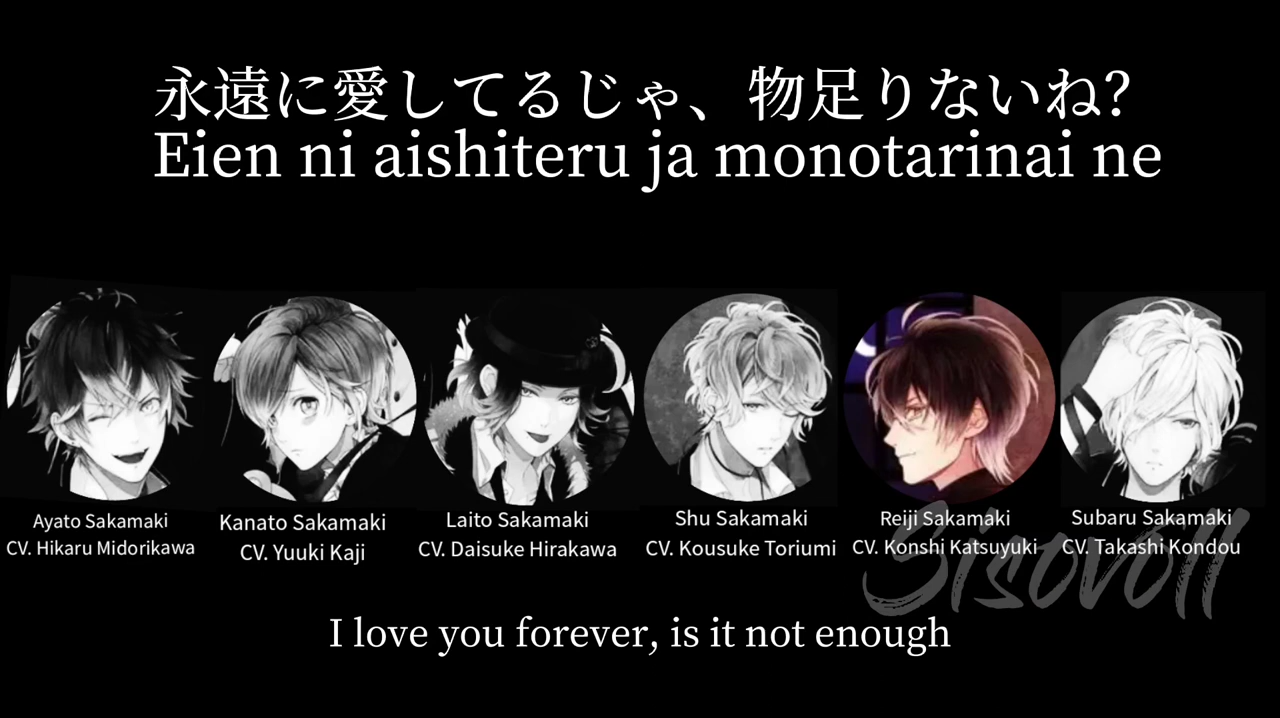 永遠に愛してるじゃ、物足りないね？
Eien ni aishiteru ja monotarinai ne
Ayato Sakamaki
CV. Hikaru Midorikawa
Kanato Sakamaki
CV. Yuuki Kaji
Laito Sakamaki
CV. Daisuke Hirakawa
Shu Sakamaki
CV. Kousuke Toriumi
Reiji Sakamaki
CV. Konshi Katsuyuki
Subaru Sakamaki
CV. Takashi Kondou
Sisovoll
I love you forever, is it not enough